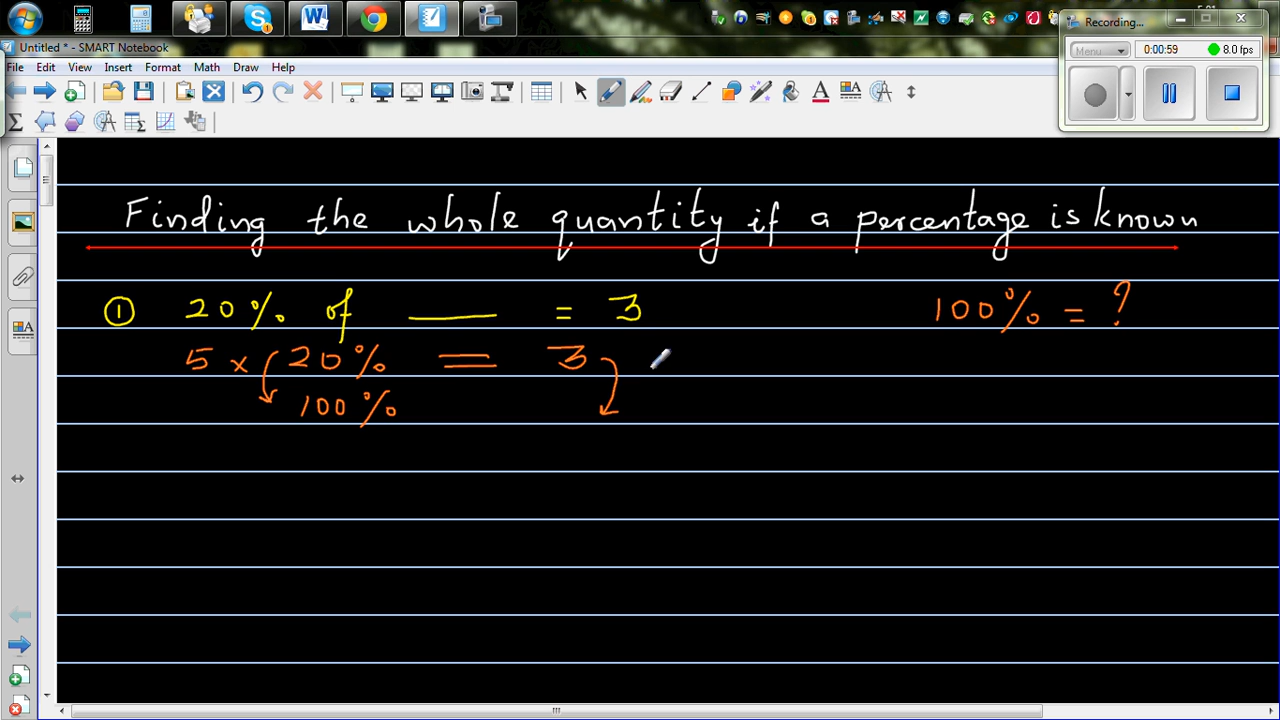 Recording...
Untitled * - SMART Notebook
Menu 0:00:59 8.0 fps
File Edit View Insert Format Math Draw Help
Finding the whole quantity if a percentage is known
① 20% of ____ = 3 100% = ?
5 x 20% = 3
100%